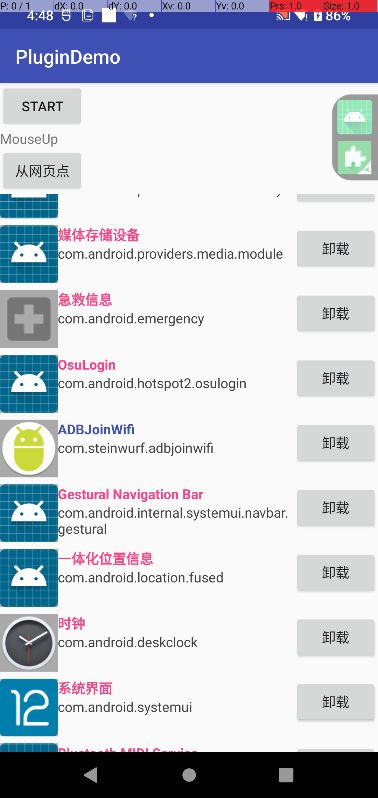 P: 0 / 1 dX: 0.0 dY: 0.0 Xv: 0.0 Yv: 0.0 Prs: 1.0 Size: 1.0
4:48 86%
PluginDemo
START
MouseUp
从网页点
媒体存储设备
com.android.providers.media.module
卸载
急救信息
com.android.emergency
卸载
OsuLogin
com.android.hotspot2.osulogin
卸载
ADBJoinWifi
com.steinwurf.adbjoinwifi
卸载
Gestural Navigation Bar
com.android.internal.systemui.navbar.
gestural
卸载
一体化位置信息
com.android.location.fused
卸载
时钟
com.android.deskclock
卸载
12
系统界面
com.android.systemui
卸载
Bluetooth MIDI Service